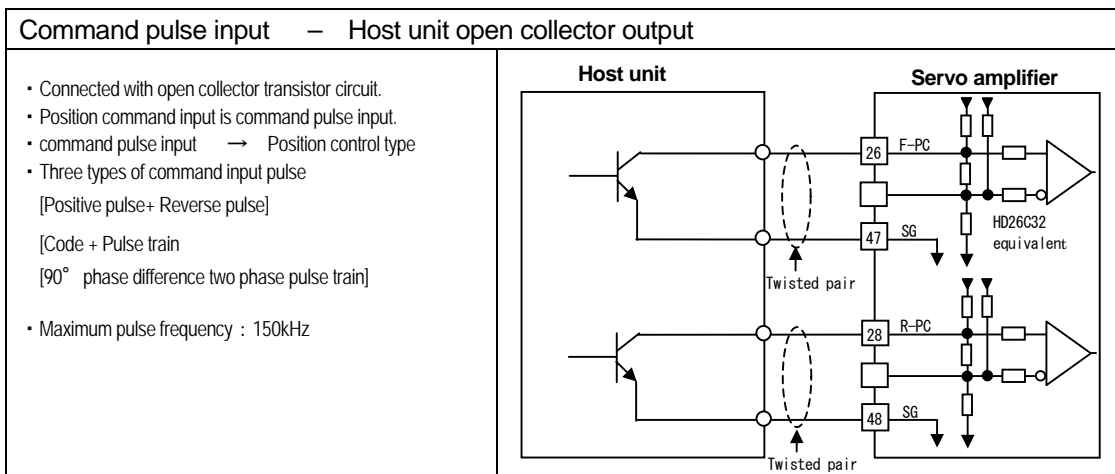 Command pulse input – Host unit open collector output
・Connected with open collector transistor circuit.
・Position command input is command pulse input.
・command pulse input → Position control type
・Three types of command input pulse
[Positive pulse+ Reverse pulse]
[Code + Pulse train
[90° phase difference two phase pulse train]
・Maximum pulse frequency : 150kHz
Host unit
Servo amplifier
26 F-PC
47 SG
HD26C32
equivalent
Twisted pair
28 R-PC
48 SG
Twisted pair